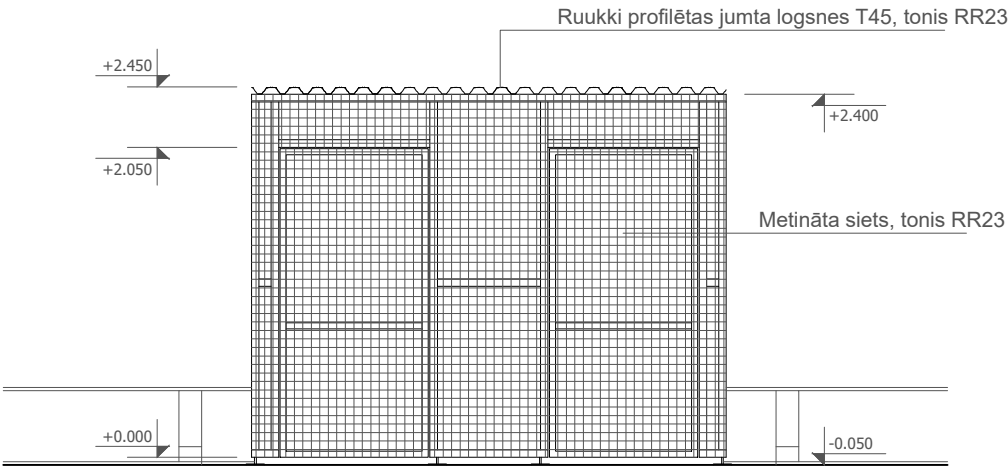 Ruukki profilētas jumta logsnes T45, tonis RR23
+2.450
+2.400
+2.050
Metināta siets, tonis RR23
+0.000
-0.050